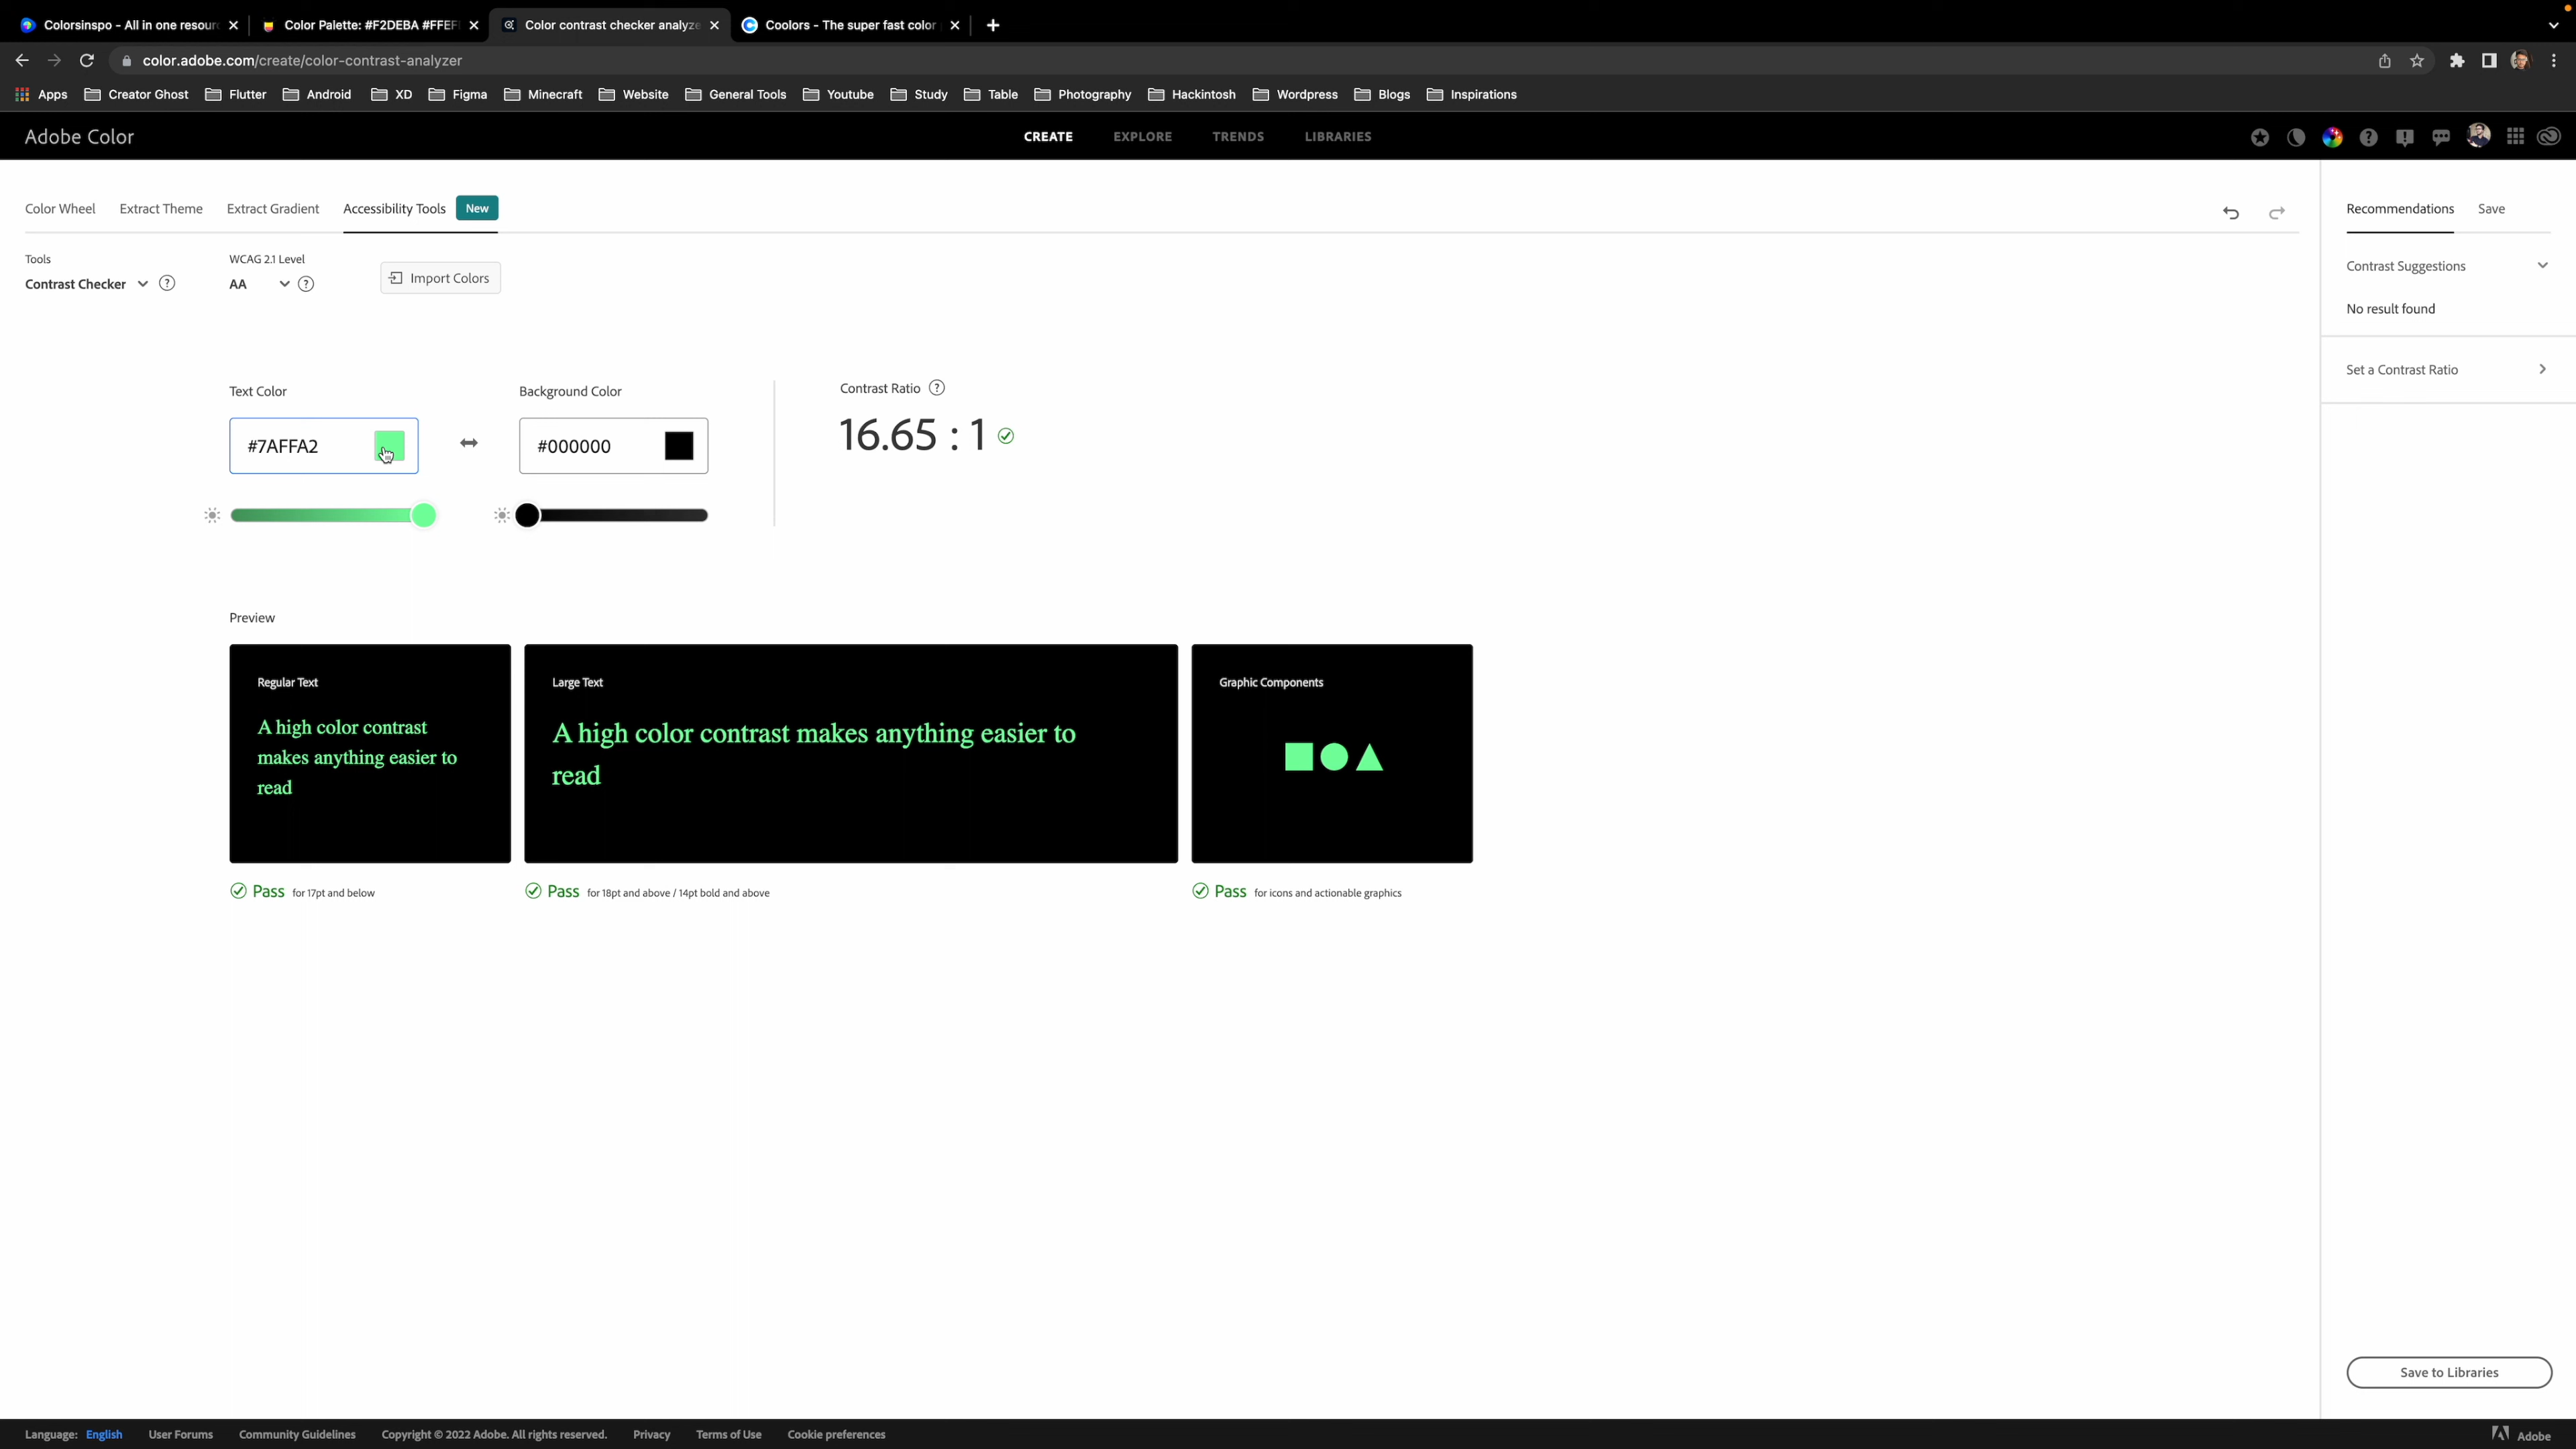 Colorsinspo - All in one resour
Color Palette: #F2DEBA #FFEF
Color contrast checker analyze
Coolors - The super fast color
color.adobe.com/create/color-contrast-analyzer
Apps Creator Ghost Flutter Android XD Figma Minecraft Website General Tools Youtube Study Table Photography Hackintosh Wordpress Blogs Inspirations
Adobe Color CREATE EXPLORE TRENDS LIBRARIES
Color Wheel Extract Theme Extract Gradient Accessibility Tools New
Recommendations Save
Tools
Contrast Checker
WCAG 2.1 Level
AA
Import Colors
Contrast Suggestions
No result found
Set a Contrast Ratio
Text Color
#7AFFA2
Background Color
#000000
Contrast Ratio
16.65 : 1
Preview
Regular Text
A high color contrast
makes anything easier to
read
Large Text
A high color contrast makes anything easier to
read
Graphic Components
Pass for 17pt and below
Pass for 18pt and above / 14pt bold and above
Pass for icons and actionable graphics
Save to Libraries
Language: English User Forums Community Guidelines Copyright © 2022 Adobe. All rights reserved. Privacy Terms of Use Cookie preferences Adobe